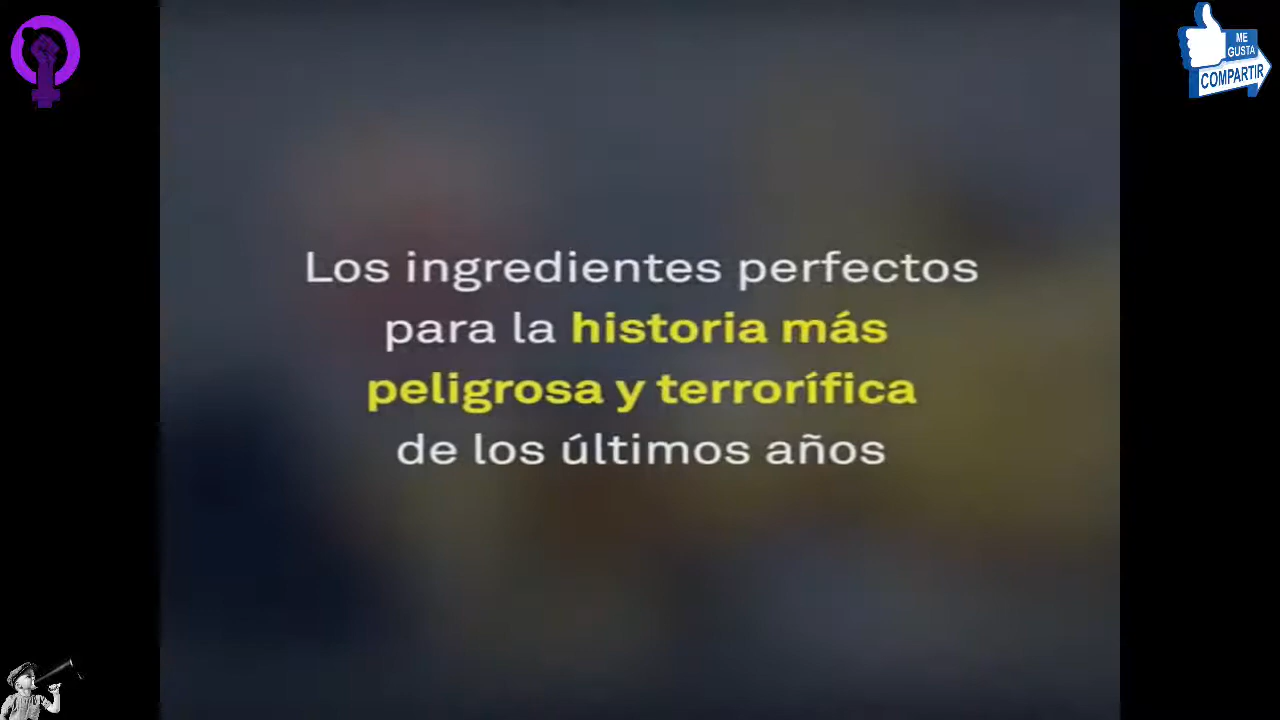 ME
GUSTA
COMPARTIR
Los ingredientes perfectos
para la historia más
peligrosa y terrorífica
de los últimos años